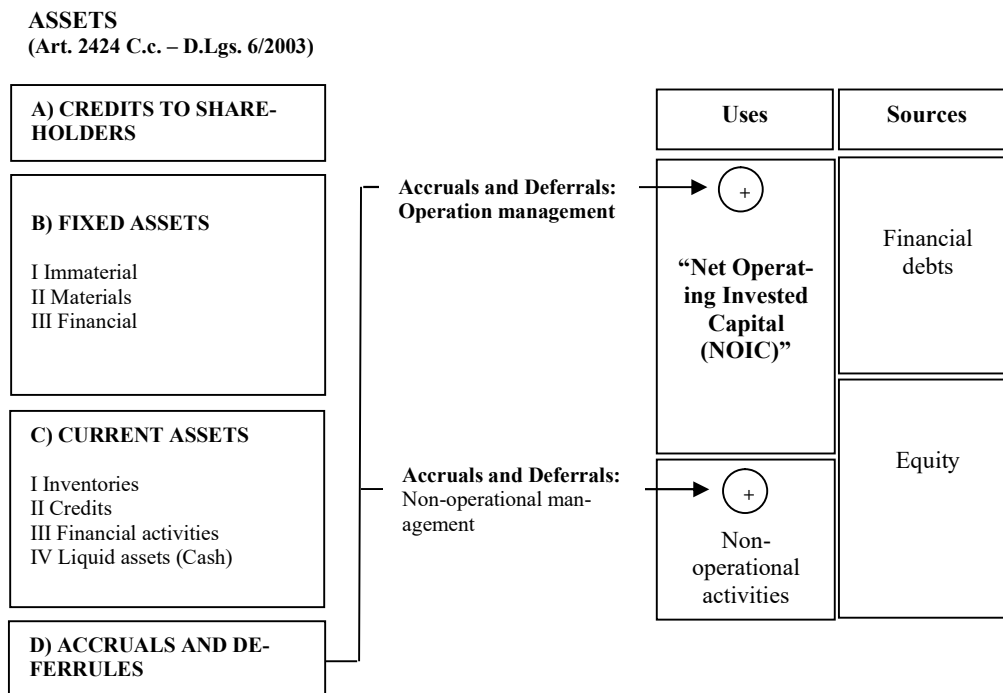 ASSETS
(Art. 2424 C.c. – D.Lgs. 6/2003)
A) CREDITS TO SHARE-
HOLDERS
B) FIXED ASSETS
I Immaterial
II Materials
III Financial
C) CURRENT ASSETS
I Inventories
II Credits
III Financial activities
IV Liquid assets (Cash)
D) ACCRUALS AND DE-
FERRULES
Accruals and Deferrals:
Operation management
Accruals and Deferrals:
Non-operational man-
agement
Uses
+
“Net Operat-
ing Invested
Capital
(NOIC)”
+
Non-
operational
activities
Sources
Financial
debts
Equity